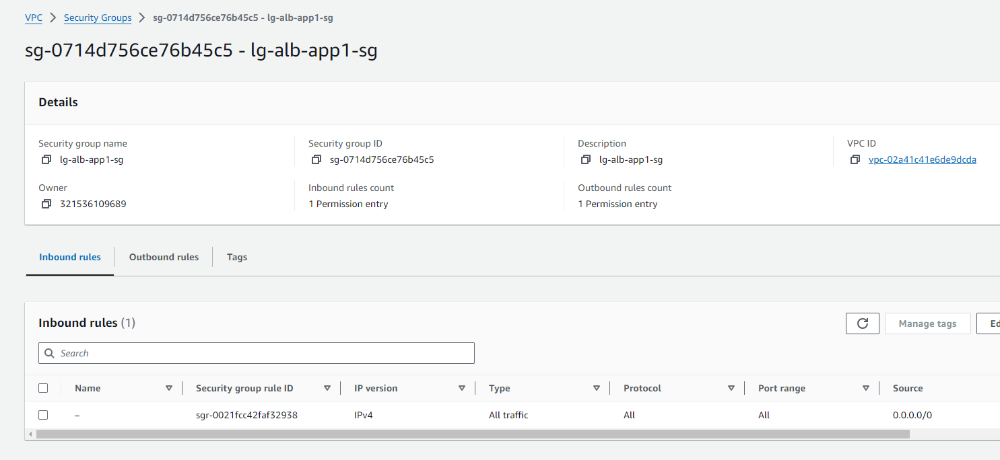 VPC > Security Groups > sg-0714d756ce76b45c5 - lg-alb-app1-sg
sg-0714d756ce76b45c5 - lg-alb-app1-sg
Details
Security group name Security group ID Description VPC ID
lg-alb-app1-sg sg-0714d756ce76b45c5 lg-alb-app1-sg vpc-02a41c41e6de9dcda
Owner Inbound rules count Outbound rules count
321536109689 1 Permission entry 1 Permission entry
Inbound rules Outbound rules Tags
Inbound rules (1) Manage tags Ed
Search
Name Security group rule ID IP version Type Protocol Port range Source
– sgr-0021fcc42faf32938 IPv4 All traffic All All 0.0.0.0/0